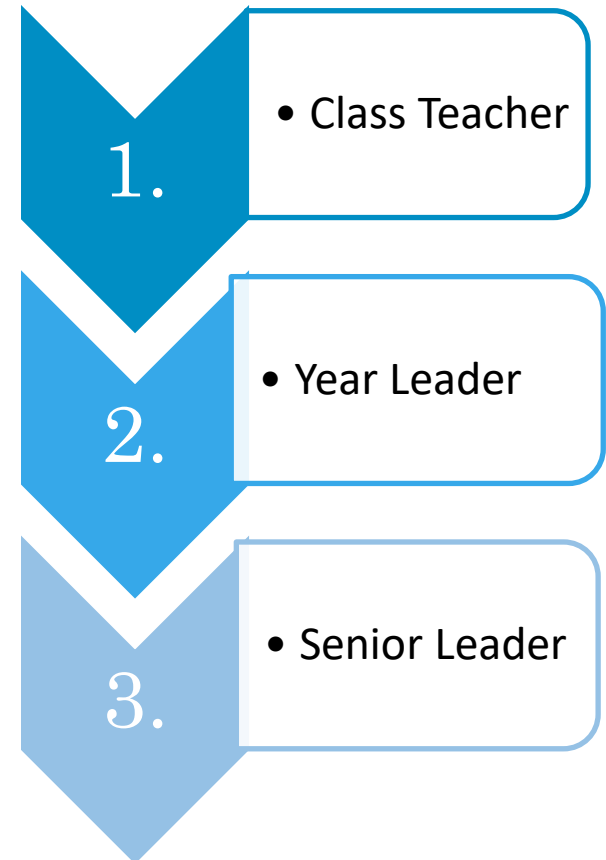 1.
• Class Teacher
2.
• Year Leader
3.
• Senior Leader